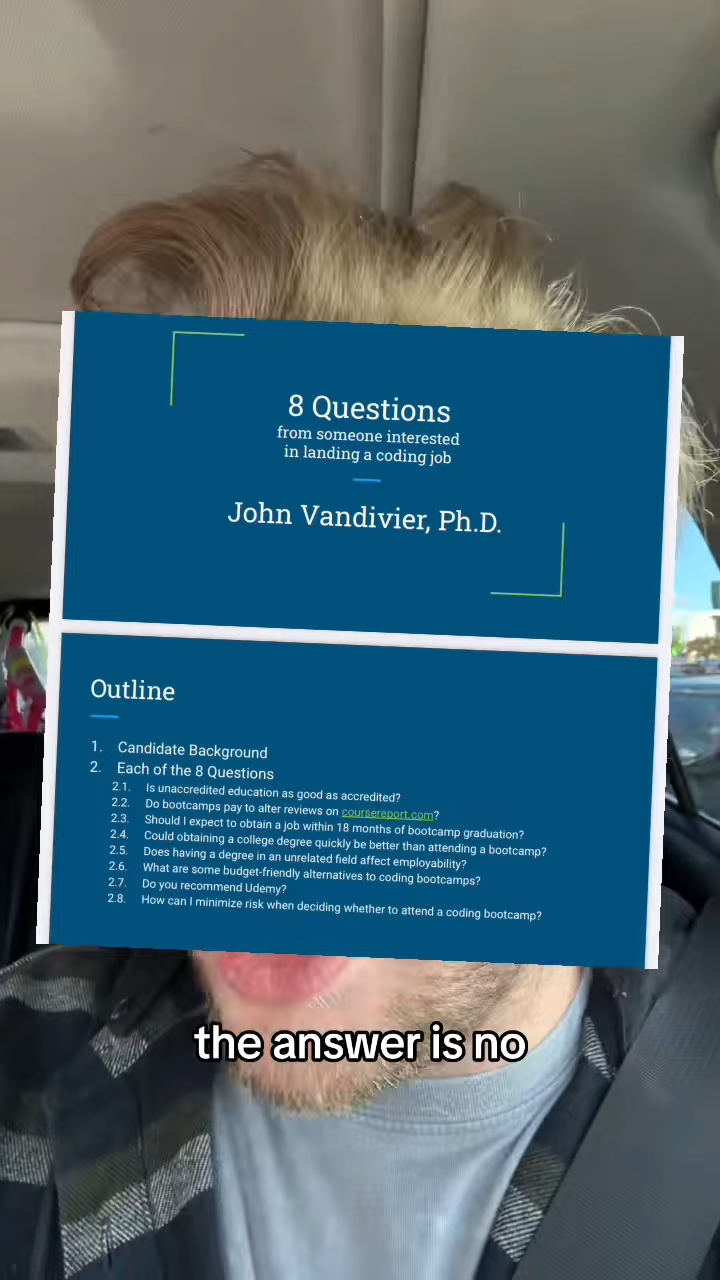 8 Questions
from someone interested
in landing a coding job
John Vandivier, Ph.D.
Outline
1. Candidate Background
2. Each of the 8 Questions
2.1. Is unaccredited education as good as accredited?
2.2. Do bootcamps pay to alter reviews on coursereport.com?
2.3. Should I expect to obtain a job within 18 months of bootcamp graduation?
2.4. Could obtaining a college degree quickly be better than attending a bootcamp?
2.5. Does having a degree in an unrelated field affect employability?
2.6. What are some budget-friendly alternatives to coding bootcamps?
2.7. Do you recommend Udemy?
2.8. How can I minimize risk when deciding whether to attend a coding bootcamp?
the answer is no